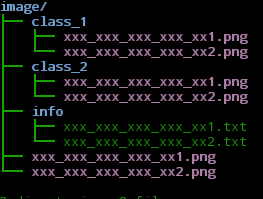 image/
├── class_1
│   ├── xxx_xxx_xxx_xxx_xx1.png
│   └── xxx_xxx_xxx_xxx_xx2.png
├── class_2
│   ├── xxx_xxx_xxx_xxx_xx1.png
│   └── xxx_xxx_xxx_xxx_xx2.png
├── info
│   ├── xxx_xxx_xxx_xxx_xx1.txt
│   └── xxx_xxx_xxx_xxx_xx2.txt
├── xxx_xxx_xxx_xxx_xx1.png
└── xxx_xxx_xxx_xxx_xx2.png